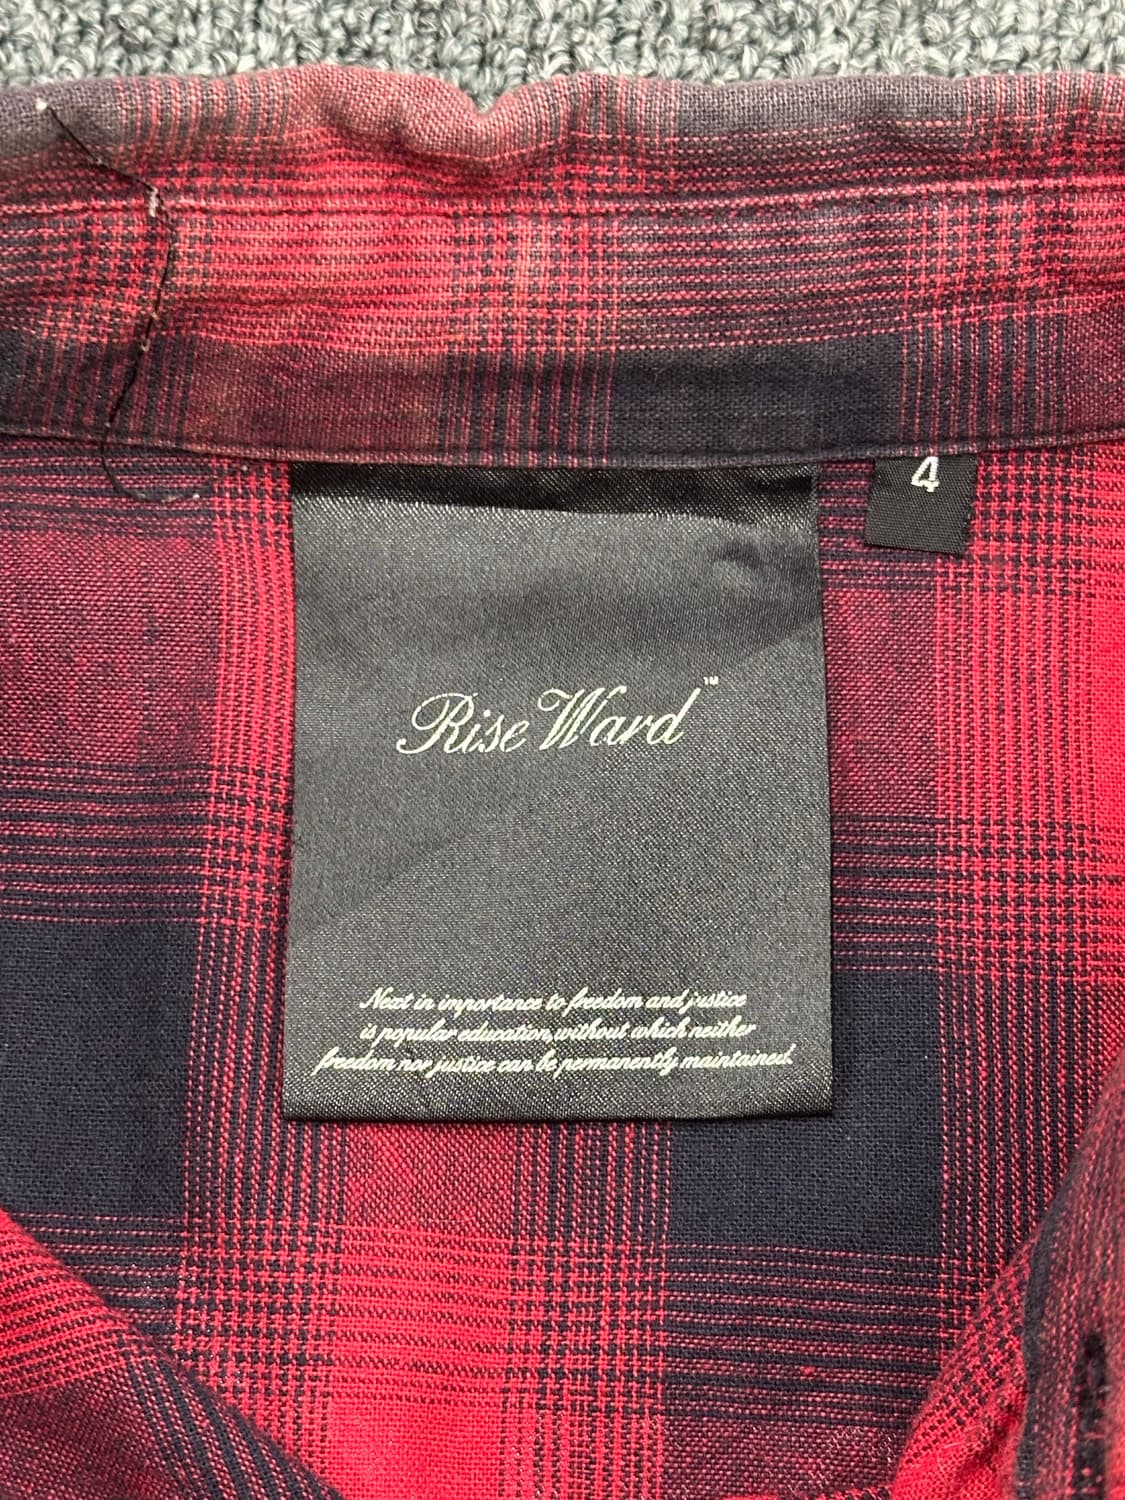 4
Rise Ward™
Next in importance to freedom and justice
is popular education, without which neither
freedom nor justice can be permanently maintained.